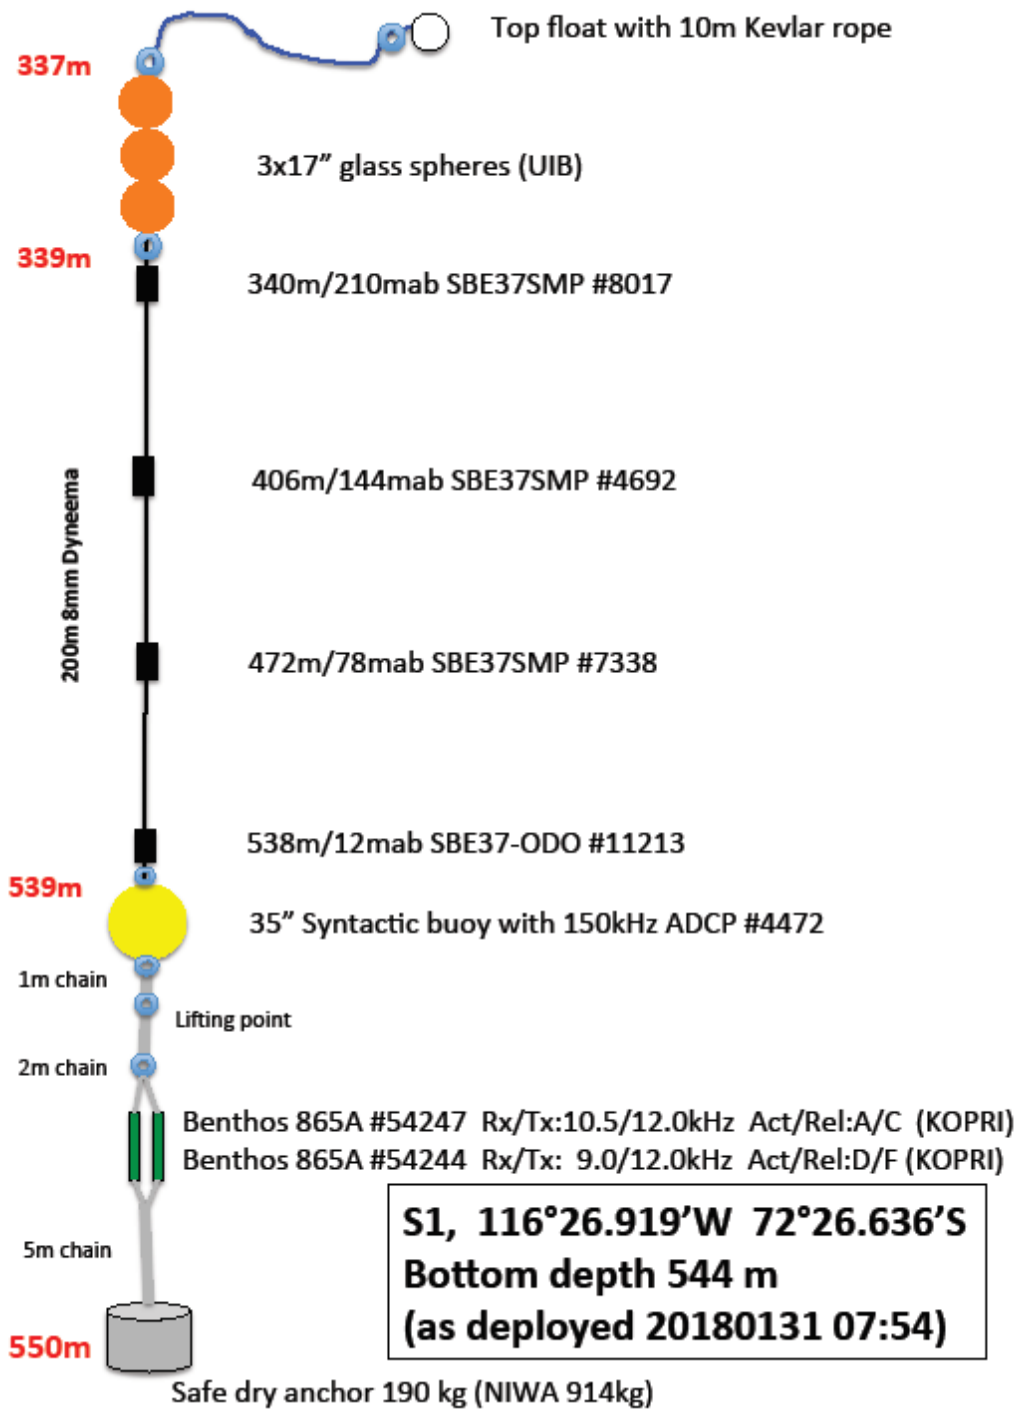 Top float with 10m Kevlar rope
337m
3x17” glass spheres (UIB)
339m
340m/210mab SBE37SMP #8017
406m/144mab SBE37SMP #4692
200m 8mm Dyneema
472m/78mab SBE37SMP #7338
538m/12mab SBE37-ODO #11213
539m
35” Syntactic buoy with 150kHz ADCP #4472
1m chain
Lifting point
2m chain
Benthos 865A #54247 Rx/Tx:10.5/12.0kHz Act/Rel:A/C (KOPRI)
Benthos 865A #54244 Rx/Tx: 9.0/12.0kHz Act/Rel:D/F (KOPRI)
S1, 116°26.919’W 72°26.636’S
Bottom depth 544 m
(as deployed 20180131 07:54)
5m chain
550m
Safe dry anchor 190 kg (NIWA 914kg)